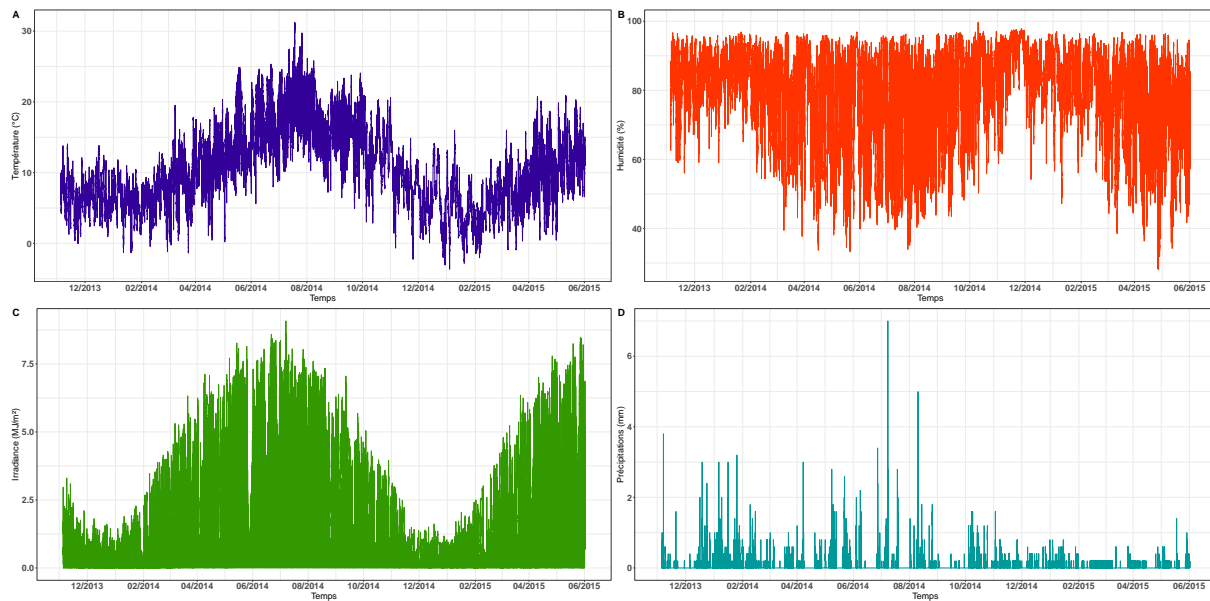 A
Température (°C)
30
20
10
0
12/2013 02/2014 04/2014 06/2014 08/2014 10/2014 12/2014 02/2015 04/2015 06/2015
Temps
B
Humdité (%)
100
80
60
40
12/2013 02/2014 04/2014 06/2014 08/2014 10/2014 12/2014 02/2015 04/2015 06/2015
Temps
C
Irradiance (MJ/m²)
7.5
5.0
2.5
0.0
12/2013 02/2014 04/2014 06/2014 08/2014 10/2014 12/2014 02/2015 04/2015 06/2015
Temps
D
Précipitations (mm)
6
4
2
0
12/2013 02/2014 04/2014 06/2014 08/2014 10/2014 12/2014 02/2015 04/2015 06/2015
Temps